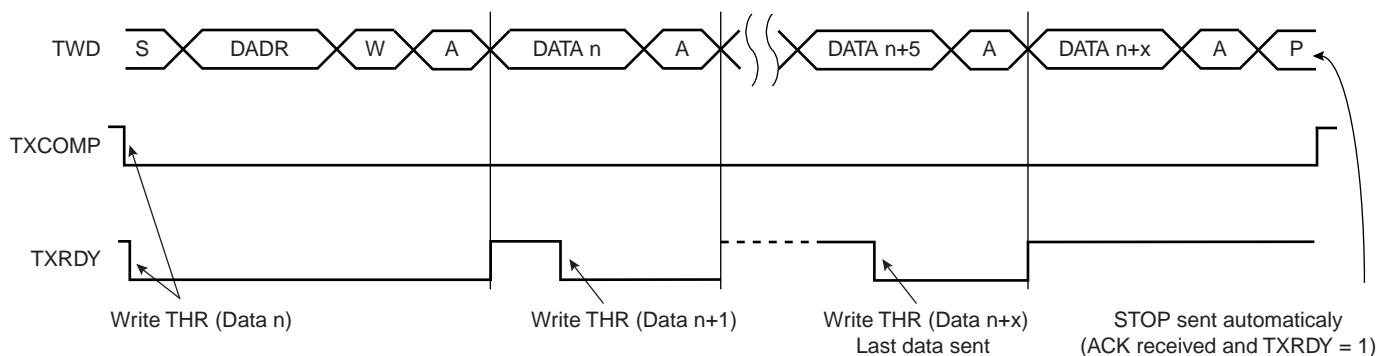 TWD S DADR W A DATA n A DATA n+5 A DATA n+x A P
TXCOMP
TXRDY
Write THR (Data n)
Write THR (Data n+1)
Write THR (Data n+x)
Last data sent
STOP sent automaticaly
(ACK received and TXRDY = 1)